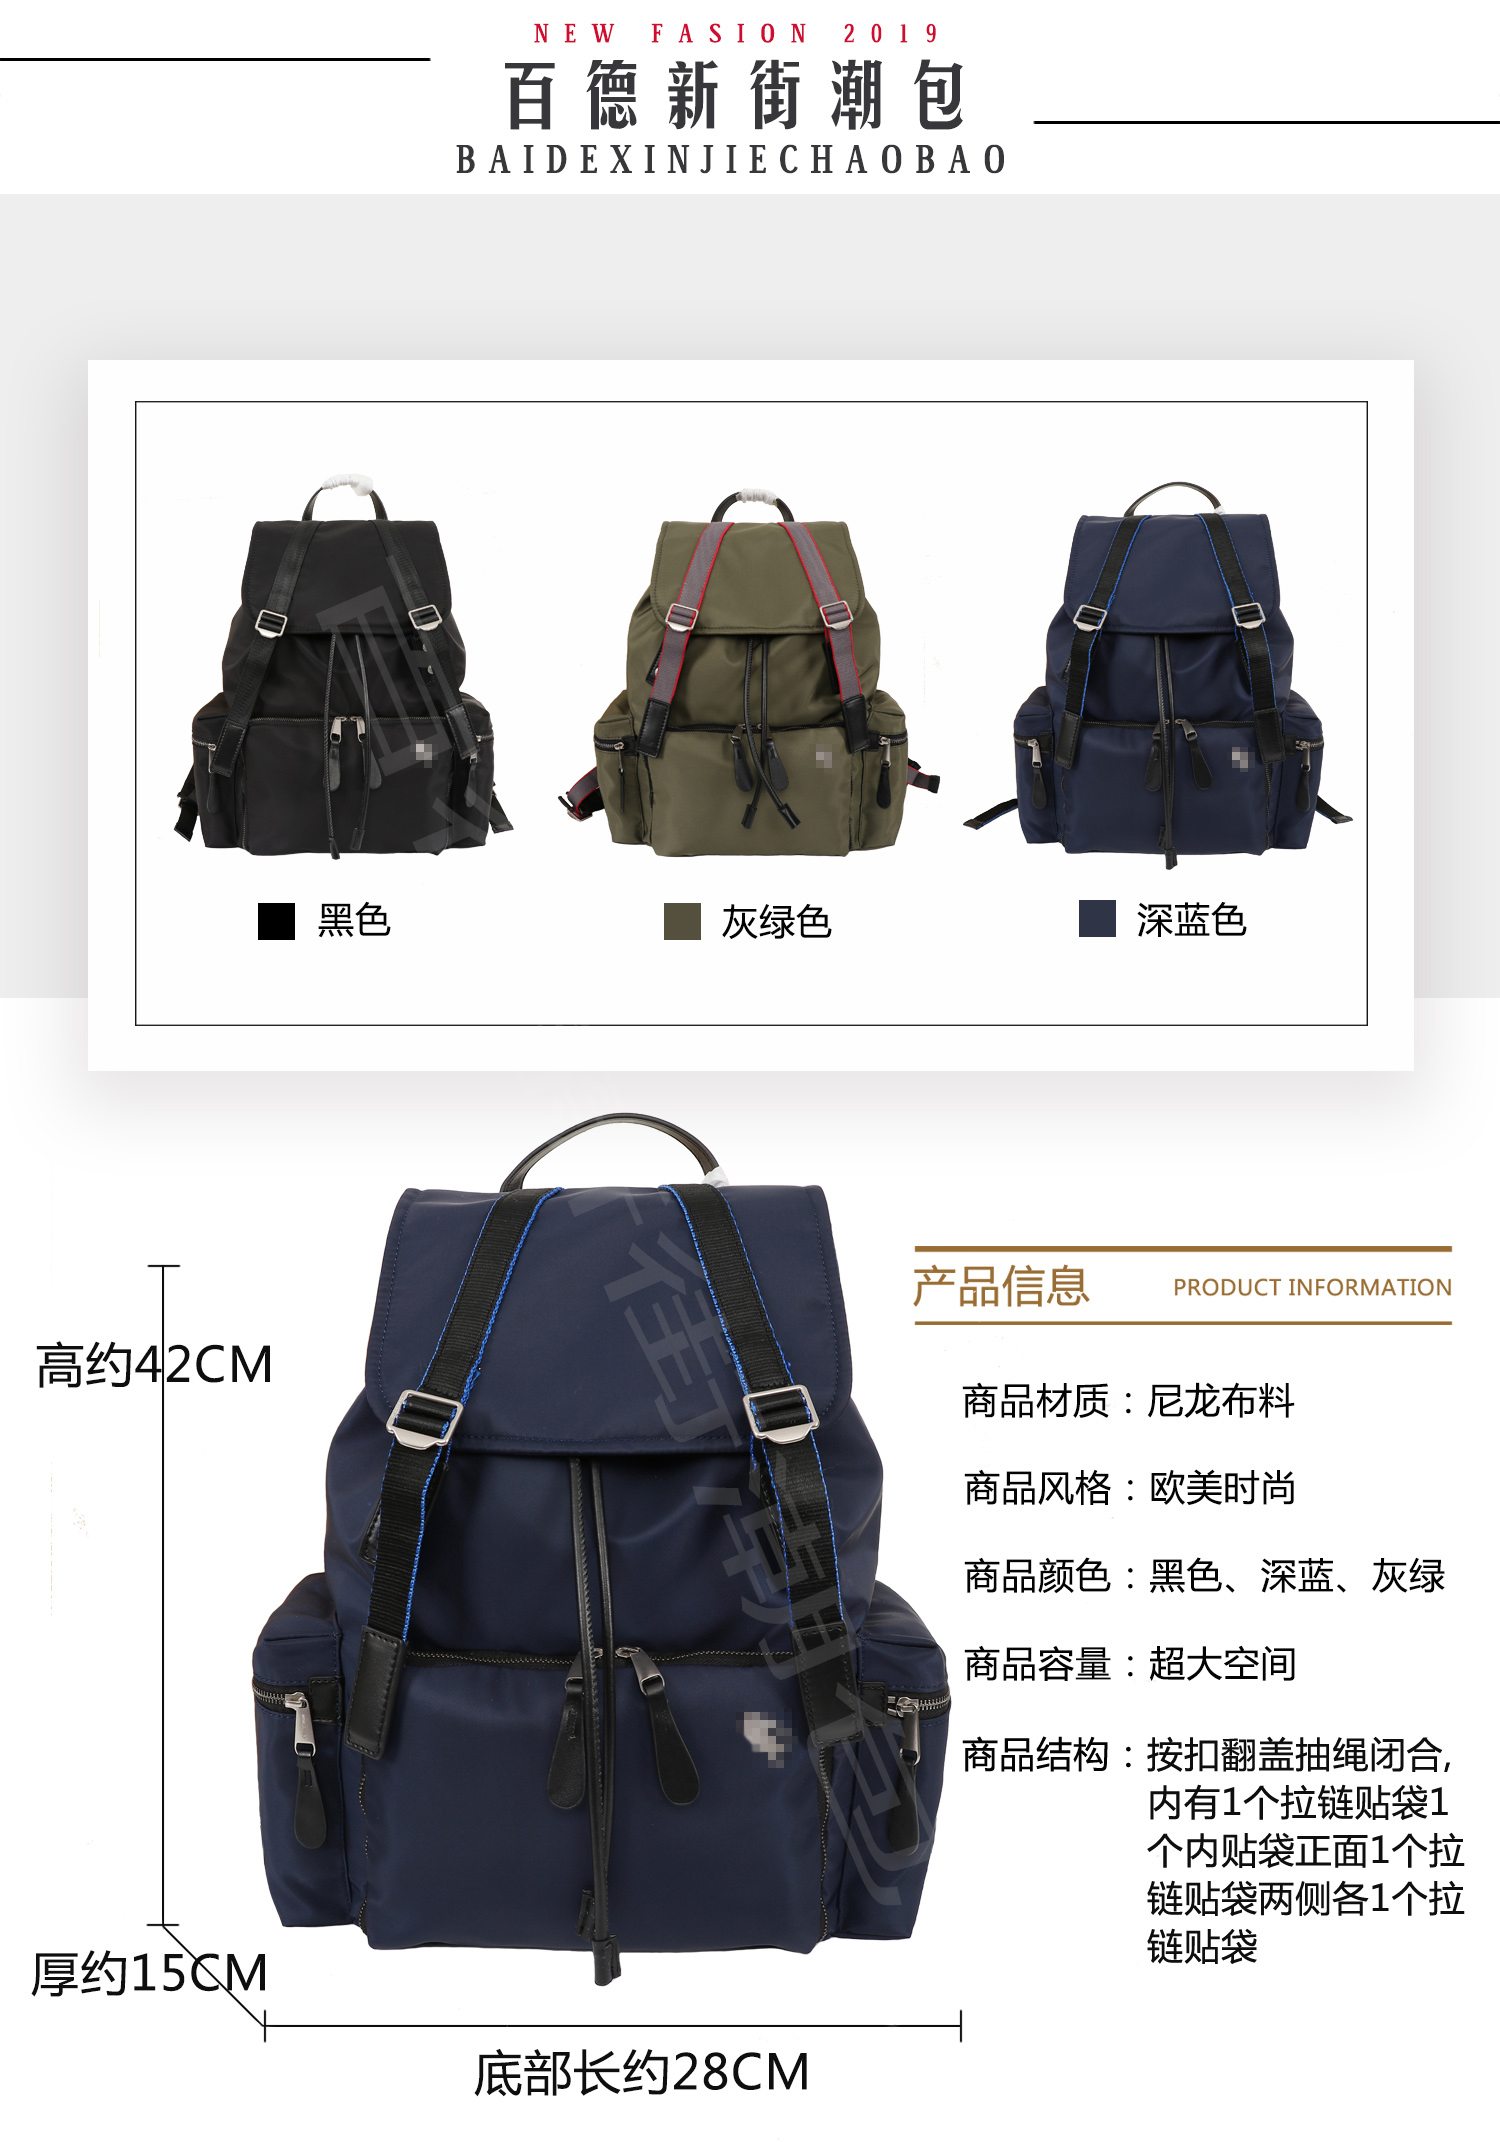 NEW FASION 2019
百德新街潮包
BAIDEXINJIECHAOBAO
黑色
灰绿色
深蓝色
产品信息 PRODUCT INFORMATION
高约42CM
商品材质：尼龙布料
商品风格：欧美时尚
商品颜色：黑色、深蓝、灰绿
商品容量：超大空间
商品结构：按扣翻盖抽绳闭合,
内有1个拉链贴袋1
个内贴袋正面1个拉
链贴袋两侧各1个拉
链贴袋
厚约15CM
底部长约28CM